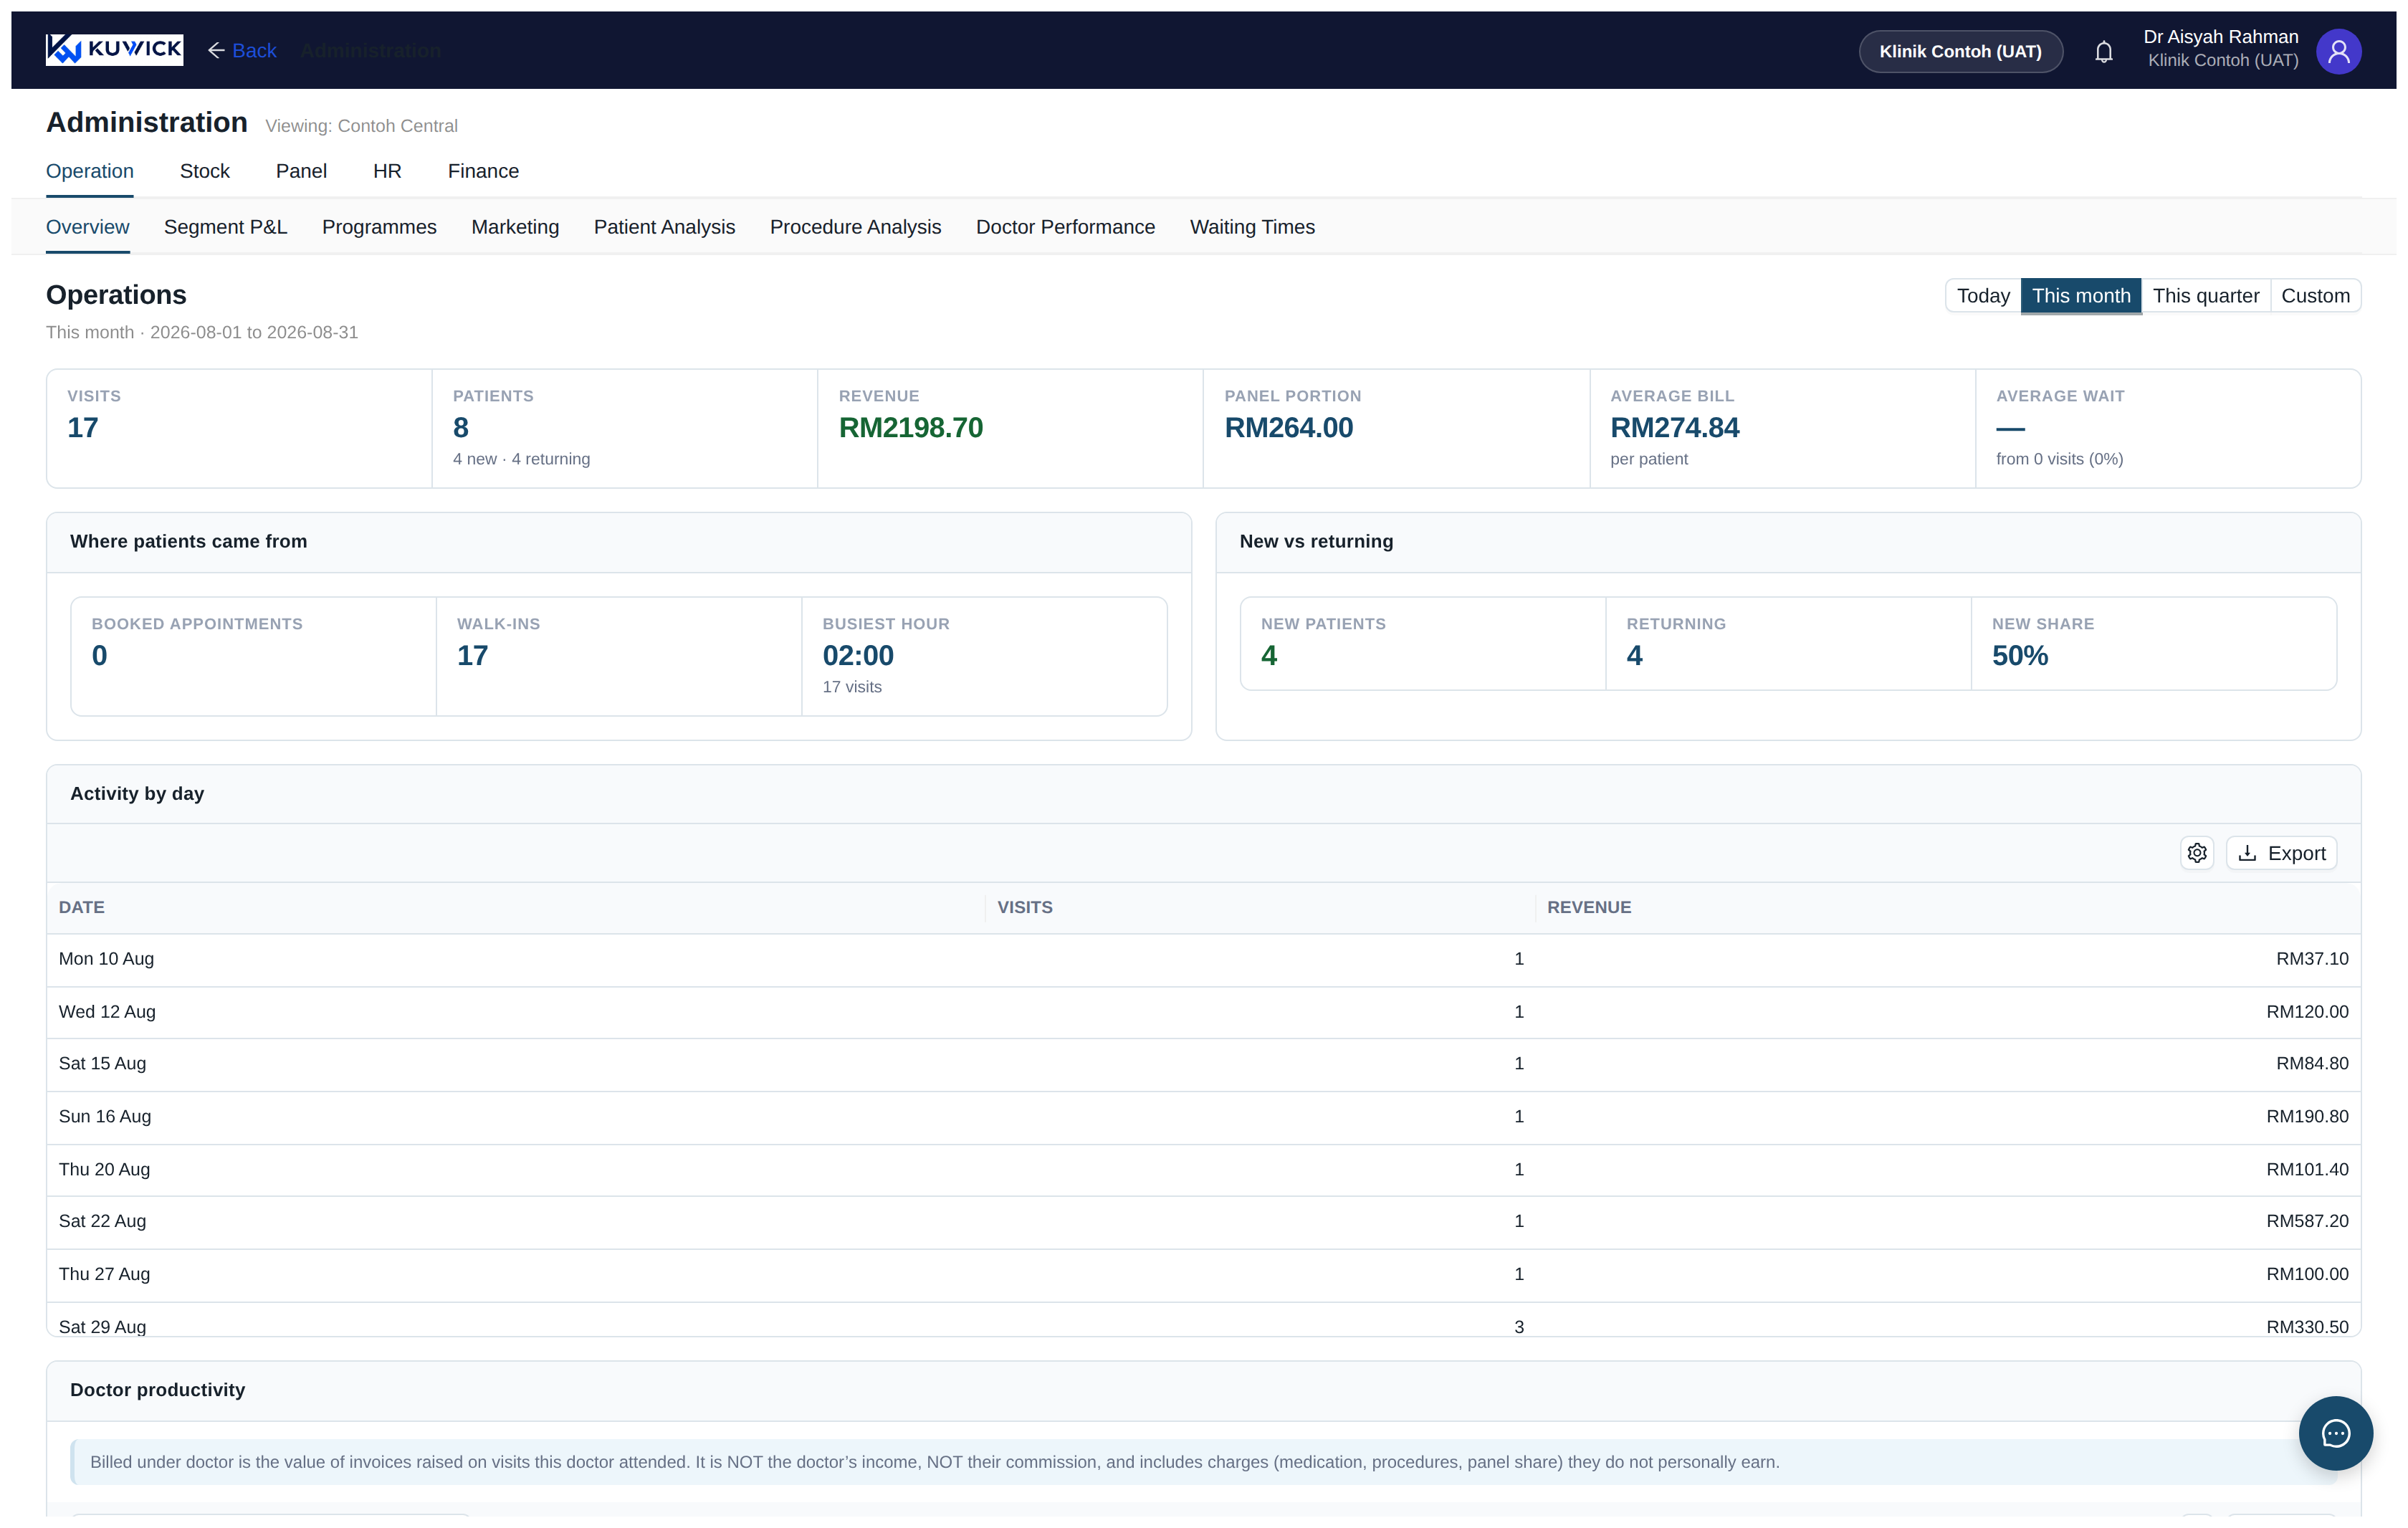 KUWICK
Back
Administration
Klinik Contoh (UAT)
Dr Aisyah Rahman
Klinik Contoh (UAT)
Administration
Viewing: Contoh Central
Operation
Stock
Panel
HR
Finance
Overview
Segment P&L
Programmes
Marketing
Patient Analysis
Procedure Analysis
Doctor Performance
Waiting Times
Operations
Today
This month
This quarter
Custom
This month · 2026-08-01 to 2026-08-31
VISITS
17
PATIENTS
8
4 new · 4 returning
REVENUE
RM2198.70
PANEL PORTION
RM264.00
AVERAGE BILL
RM274.84
per patient
AVERAGE WAIT
—
from 0 visits (0%)
Where patients came from
BOOKED APPOINTMENTS
0
WALK-INS
17
BUSIEST HOUR
02:00
17 visits
New vs returning
NEW PATIENTS
4
RETURNING
4
NEW SHARE
50%
Activity by day
Export
DATE VISITS REVENUE
Mon 10 Aug 1 RM37.10
Wed 12 Aug 1 RM120.00
Sat 15 Aug 1 RM84.80
Sun 16 Aug 1 RM190.80
Thu 20 Aug 1 RM101.40
Sat 22 Aug 1 RM587.20
Thu 27 Aug 1 RM100.00
Sat 29 Aug 3 RM330.50
Doctor productivity
Billed under doctor is the value of invoices raised on visits this doctor attended. It is NOT the doctor’s income, NOT their commission, and includes charges (medication, procedures, panel share) they do not personally earn.